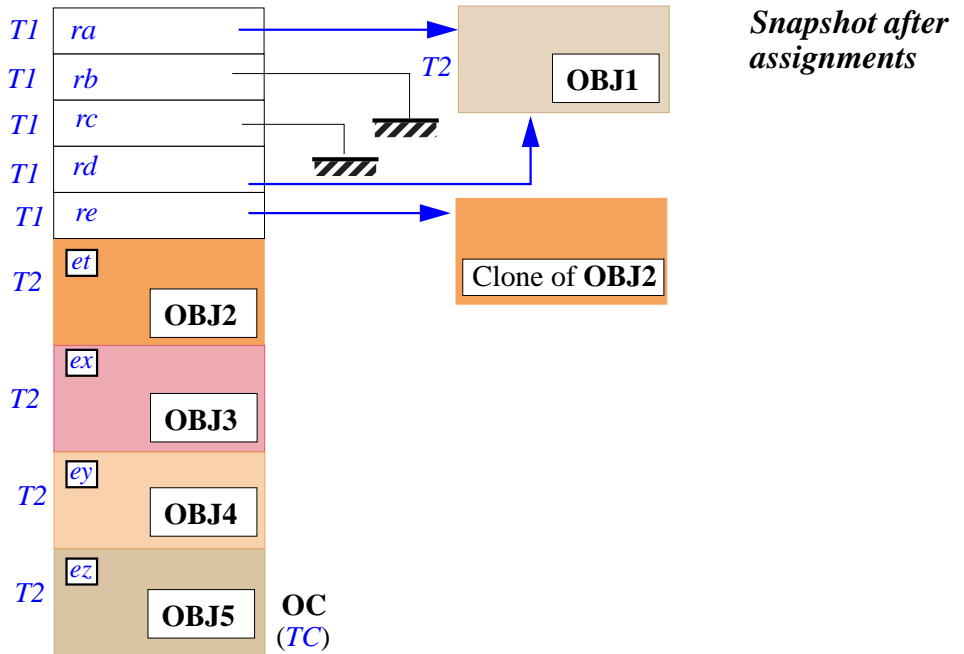 Snapshot after
assignments
T1 ra
T2 OBJ1
T1 rb
T1 rc
T1 rd
T1 re
Clone of OBJ2
et
T2 OBJ2
ex
T2 OBJ3
ey
T2 OBJ4
ez
T2 OBJ5
OC
(TC)